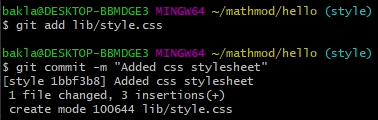 bakla@DESKTOP-BBMDGE3 MINGW64 ~/mathmod/hello (style)
$ git add lib/style.css
bakla@DESKTOP-BBMDGE3 MINGW64 ~/mathmod/hello (style)
$ git commit -m "Added css stylesheet"
[style 1bbf3b8] Added css stylesheet
 1 file changed, 3 insertions(+)
 create mode 100644 lib/style.css